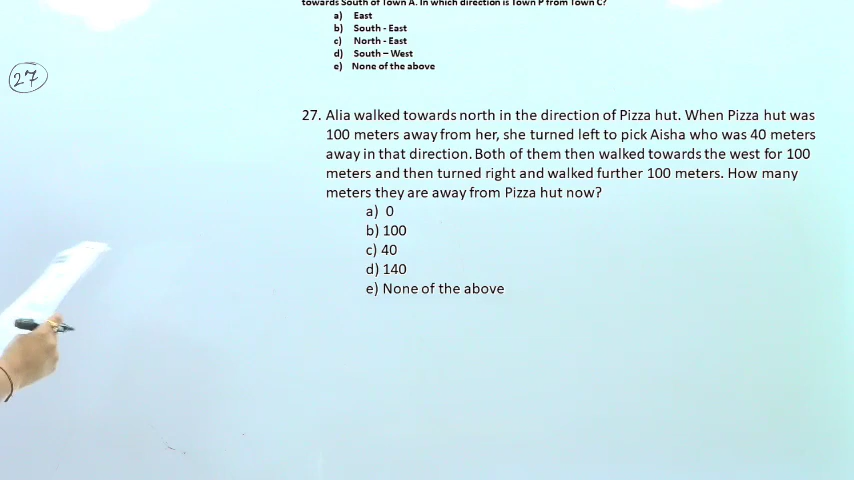 towards South of Town A. In which direction is Town P from Town C?
a) East
b) South - East
c) North - East
d) South – West
e) None of the above
27
27. Alia walked towards north in the direction of Pizza hut. When Pizza hut was
100 meters away from her, she turned left to pick Aisha who was 40 meters
away in that direction. Both of them then walked towards the west for 100
meters and then turned right and walked further 100 meters. How many
meters they are away from Pizza hut now?
a) 0
b) 100
c) 40
d) 140
e) None of the above